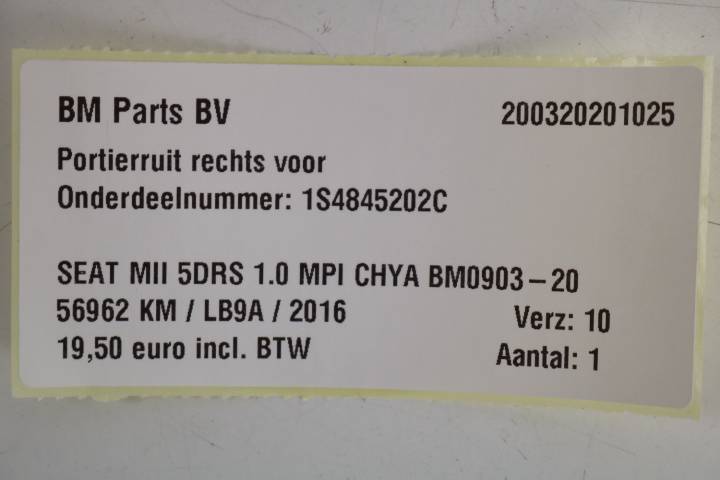 BM Parts BV 200320201025
Portierruit rechts voor
Onderdeelnummer: 1S4845202C
SEAT MII 5DRS 1.0 MPI CHYA BM0903-20
56962 KM / LB9A / 2016 Verz: 10
19,50 euro incl. BTW Aantal: 1